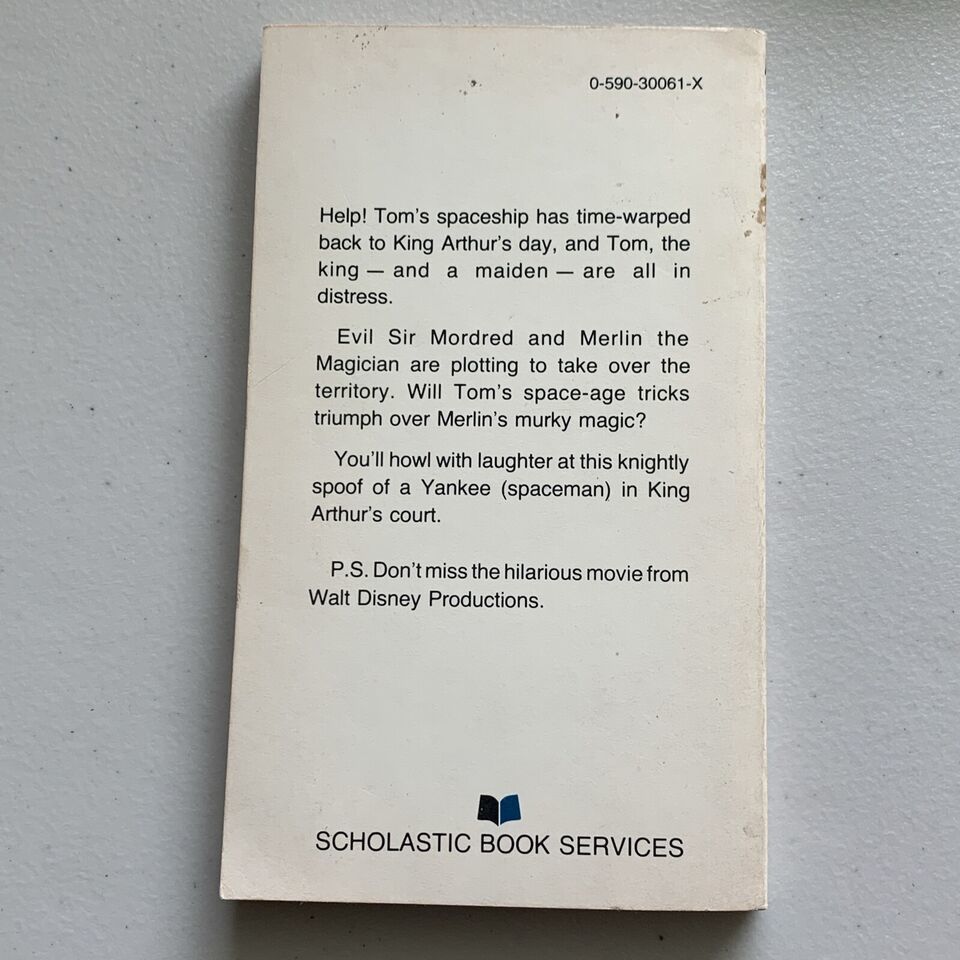 0-590-30061-X
Help! Tom's spaceship has time-warped
back to King Arthur's day, and Tom, the
king — and a maiden — are all in
distress.
Evil Sir Mordred and Merlin the
Magician are plotting to take over the
territory. Will Tom's space-age tricks
triumph over Merlin's murky magic?
You'll howl with laughter at this knightly
spoof of a Yankee (spaceman) in King
Arthur's court.
P.S. Don't miss the hilarious movie from
Walt Disney Productions.
SCHOLASTIC BOOK SERVICES